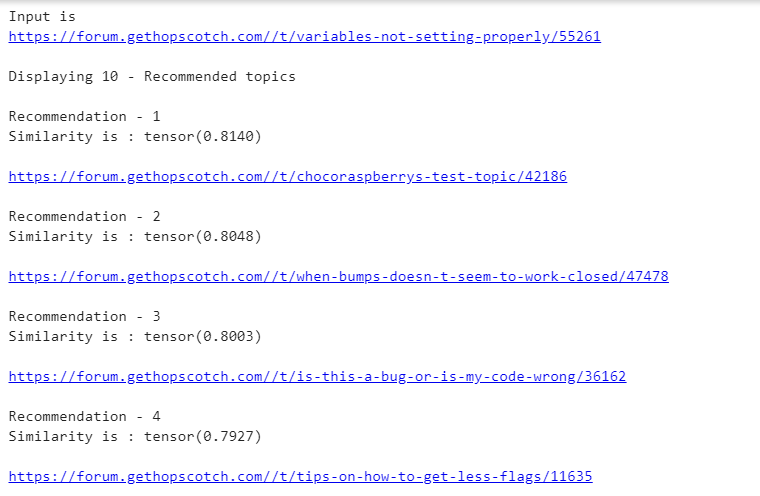 Input is
https://forum.gethopscotch.com//t/variables-not-setting-properly/55261
Displaying 10 - Recommended topics
Recommendation - 1
Similarity is : tensor(0.8140)
https://forum.gethopscotch.com//t/chocoraspberrys-test-topic/42186
Recommendation - 2
Similarity is : tensor(0.8048)
https://forum.gethopscotch.com//t/when-bumps-doesn-t-seem-to-work-closed/47478
Recommendation - 3
Similarity is : tensor(0.8003)
https://forum.gethopscotch.com//t/is-this-a-bug-or-is-my-code-wrong/36162
Recommendation - 4
Similarity is : tensor(0.7927)
https://forum.gethopscotch.com//t/tips-on-how-to-get-less-flags/11635